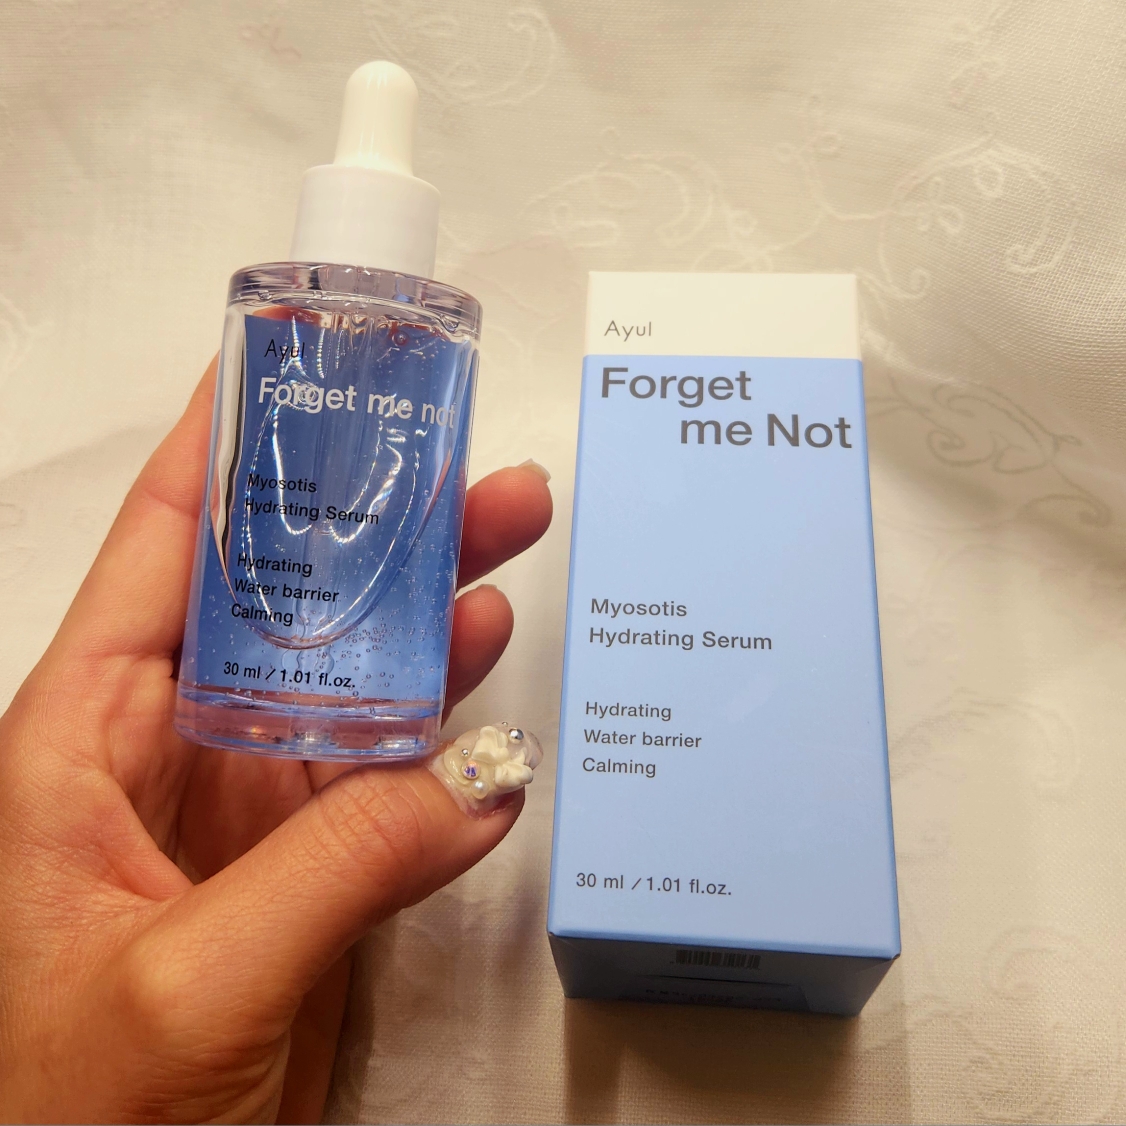 Ayul
Forget me not
Myosotis
Hydrating Serum
Hydrating
Water barrier
Calming
30 ml / 1.01 fl.oz.
Ayul
Forget
me Not
Myosotis
Hydrating Serum
Hydrating
Water barrier
Calming
30 ml / 1.01 fl.oz.